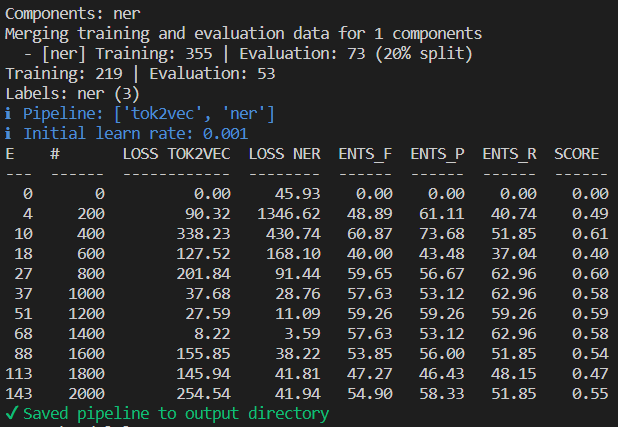 Components: ner
Merging training and evaluation data for 1 components
  - [ner] Training: 355 | Evaluation: 73 (20% split)
Training: 219 | Evaluation: 53
Labels: ner (3)
ℹ Pipeline: ['tok2vec', 'ner']
ℹ Initial learn rate: 0.001
E    #       LOSS TOK2VEC  LOSS NER  ENTS_F  ENTS_P  ENTS_R  SCORE
---  ------  ------------  --------  ------  ------  ------  ------
  0       0          0.00     45.93    0.00    0.00    0.00    0.00
  4     200         90.32   1346.62   48.89   61.11   40.74    0.49
 10     400        338.23    430.74   60.87   73.68   51.85    0.61
 18     600        127.52    168.10   40.00   43.48   37.04    0.40
 27     800        201.84     91.44   59.65   56.67   62.96    0.60
 37    1000         37.68     28.76   57.63   53.12   62.96    0.58
 51    1200         27.59     11.09   59.26   59.26   59.26    0.59
 68    1400          8.22      3.59   57.63   53.12   62.96    0.58
 88    1600        155.85     38.22   53.85   56.00   51.85    0.54
113    1800        145.94     41.81   47.27   46.43   48.15    0.47
143    2000        254.54     41.94   54.90   58.33   51.85    0.55
✔ Saved pipeline to output directory